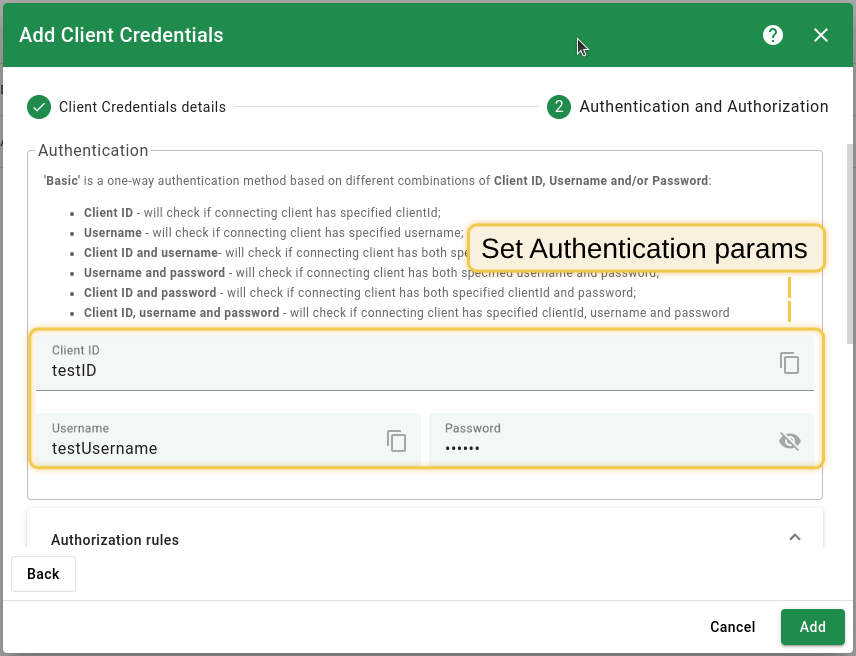 Add Client Credentials
?
Client Credentials details
2 Authentication and Authorization
Authentication
'Basic' is a one-way authentication method based on different combinations of Client ID, Username and/or Password:
• Client ID - will check if connecting client has specified clientId;
• Username - will check if connecting client has specified username;
• Client ID and username- will check if connecting client has both spe
Set Authentication params
• Username and password - will check if connecting client has both specified username and password;
• Client ID and password - will check if connecting client has both specified clientId and password;
• Client ID, username and password - will check if connecting client has specified clientId, username and password
Client ID
testID
Username
testUsername
Password
••••••
Authorization rules
Back
Cancel
Add